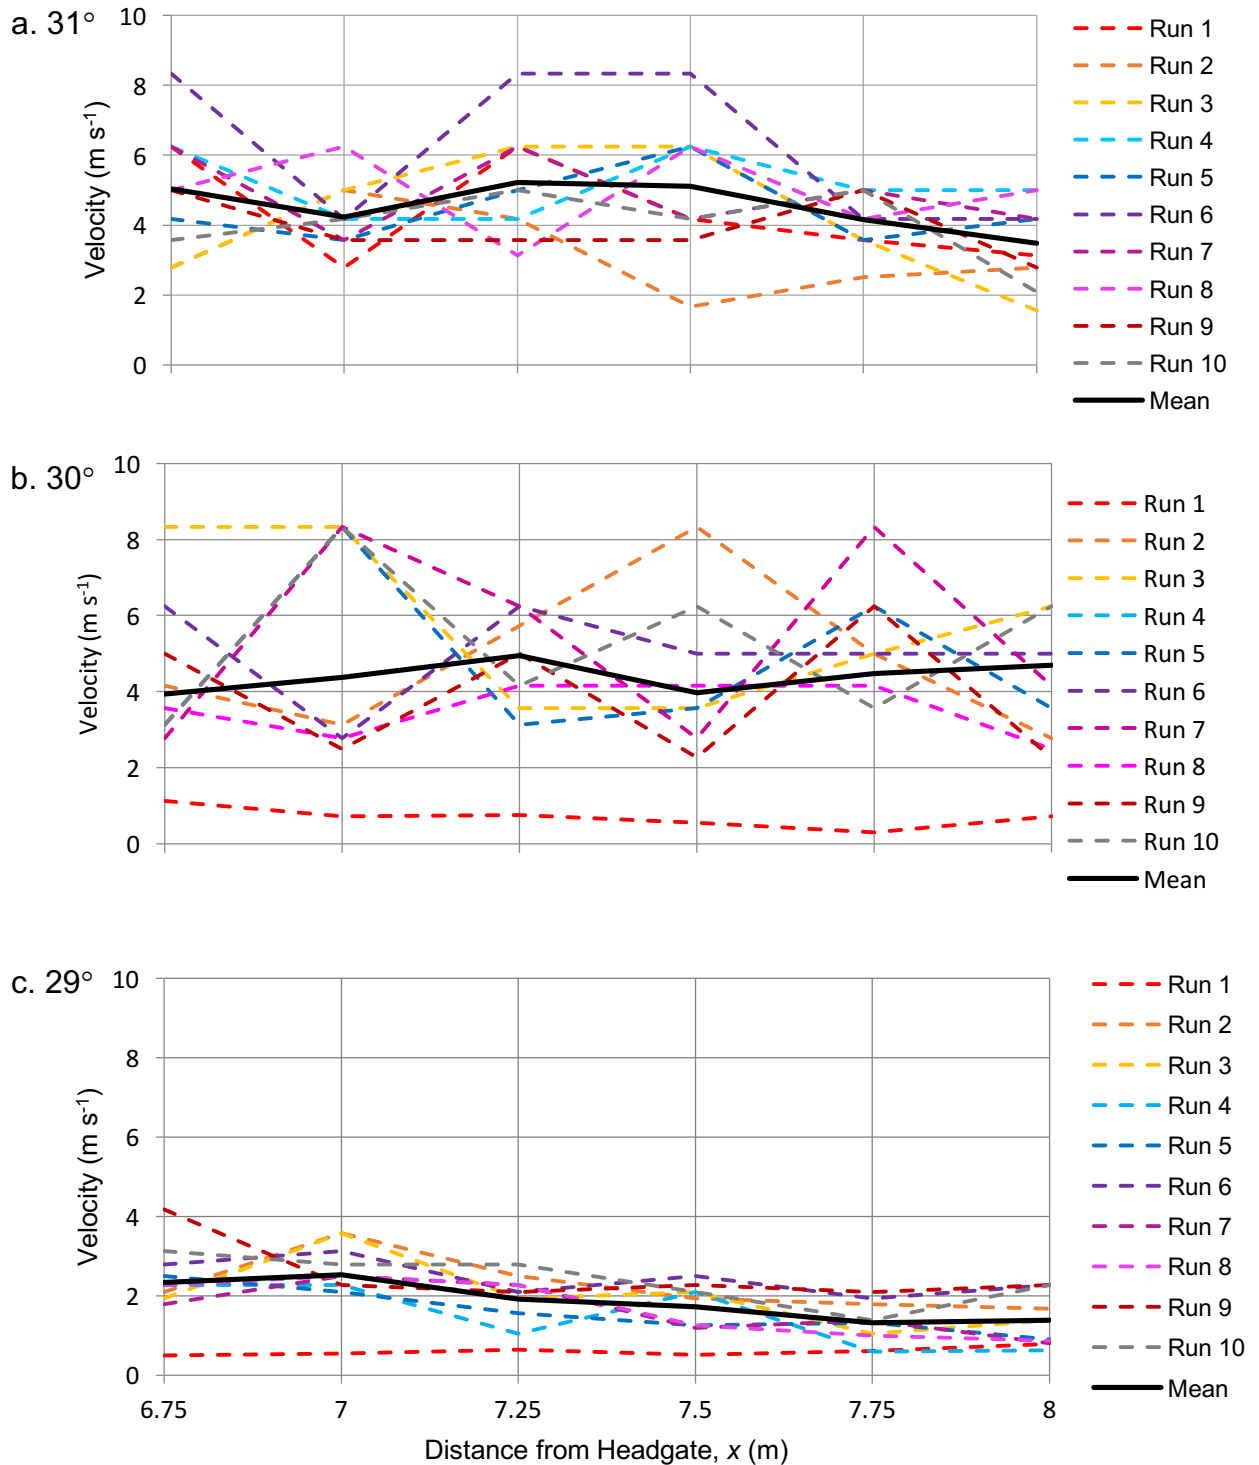 a. 31°
10
8
6
4
2
0
Velocity (m s-1)
Run 1
Run 2
Run 3
Run 4
Run 5
Run 6
Run 7
Run 8
Run 9
Run 10
Mean
b. 30°
10
8
6
4
2
0
Velocity (m s-1)
Run 1
Run 2
Run 3
Run 4
Run 5
Run 6
Run 7
Run 8
Run 9
Run 10
Mean
c. 29°
10
8
6
4
2
0
Velocity (m s-1)
Run 1
Run 2
Run 3
Run 4
Run 5
Run 6
Run 7
Run 8
Run 9
Run 10
Mean
6.75 7 7.25 7.5 7.75 8
Distance from Headgate, x (m)